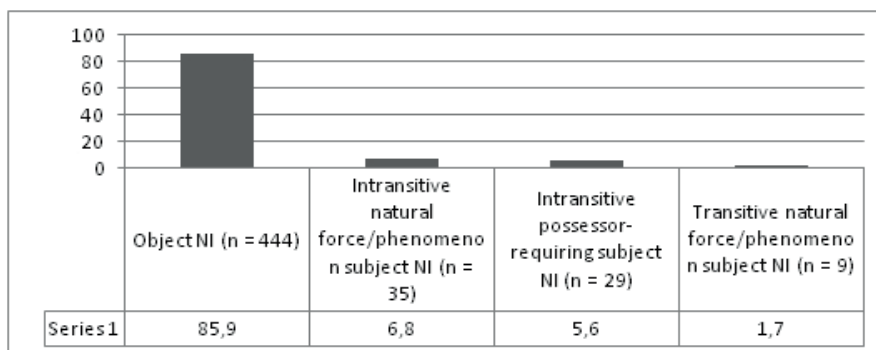 100
80
60
40
20
0
Object NI (n = 444)
Intransitive
natural
force/phenomeno
n subject NI (n =
35)
Intransitive
possessor-
requiring subject
NI (n = 29)
Transitive natural
force/phenomeno
n subject NI (n = 9)
Series1 85,9 6,8 5,6 1,7